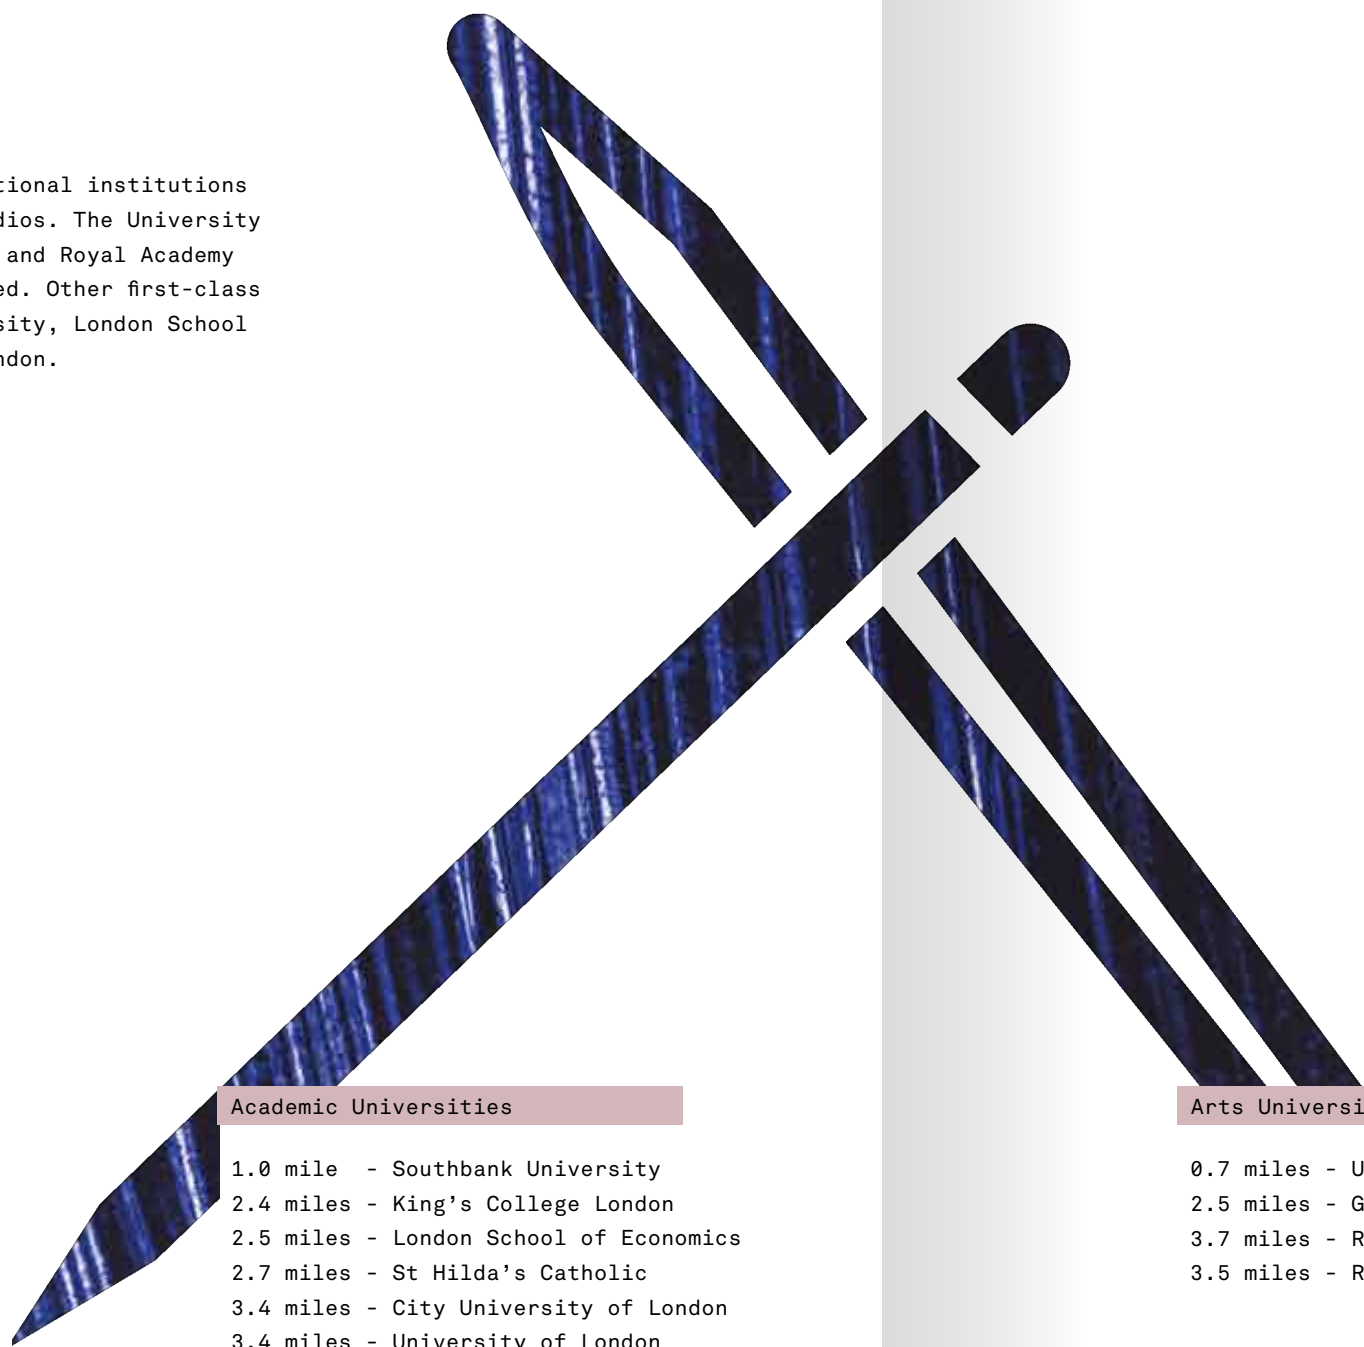 tional institutions
dios. The University
and Royal Academy
ed. Other first-class
sity, London School
ndon.
Academic Universities
1.0 mile - Southbank University
2.4 miles - King's College London
2.5 miles - London School of Economics
2.7 miles - St Hilda's Catholic
3.4 miles - City University of London
3.4 miles - University of London
Arts Universi
0.7 miles - U
2.5 miles - G
3.7 miles - R
3.5 miles - R